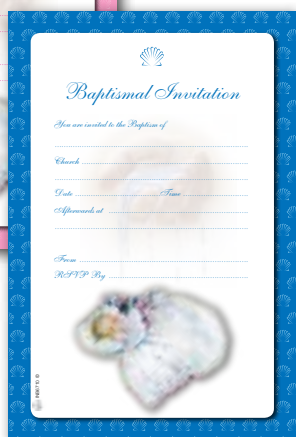 Baptismal Invitation
You are invited to the Baptism of
Church
Date Time
Afterwards at
From
RSVP By